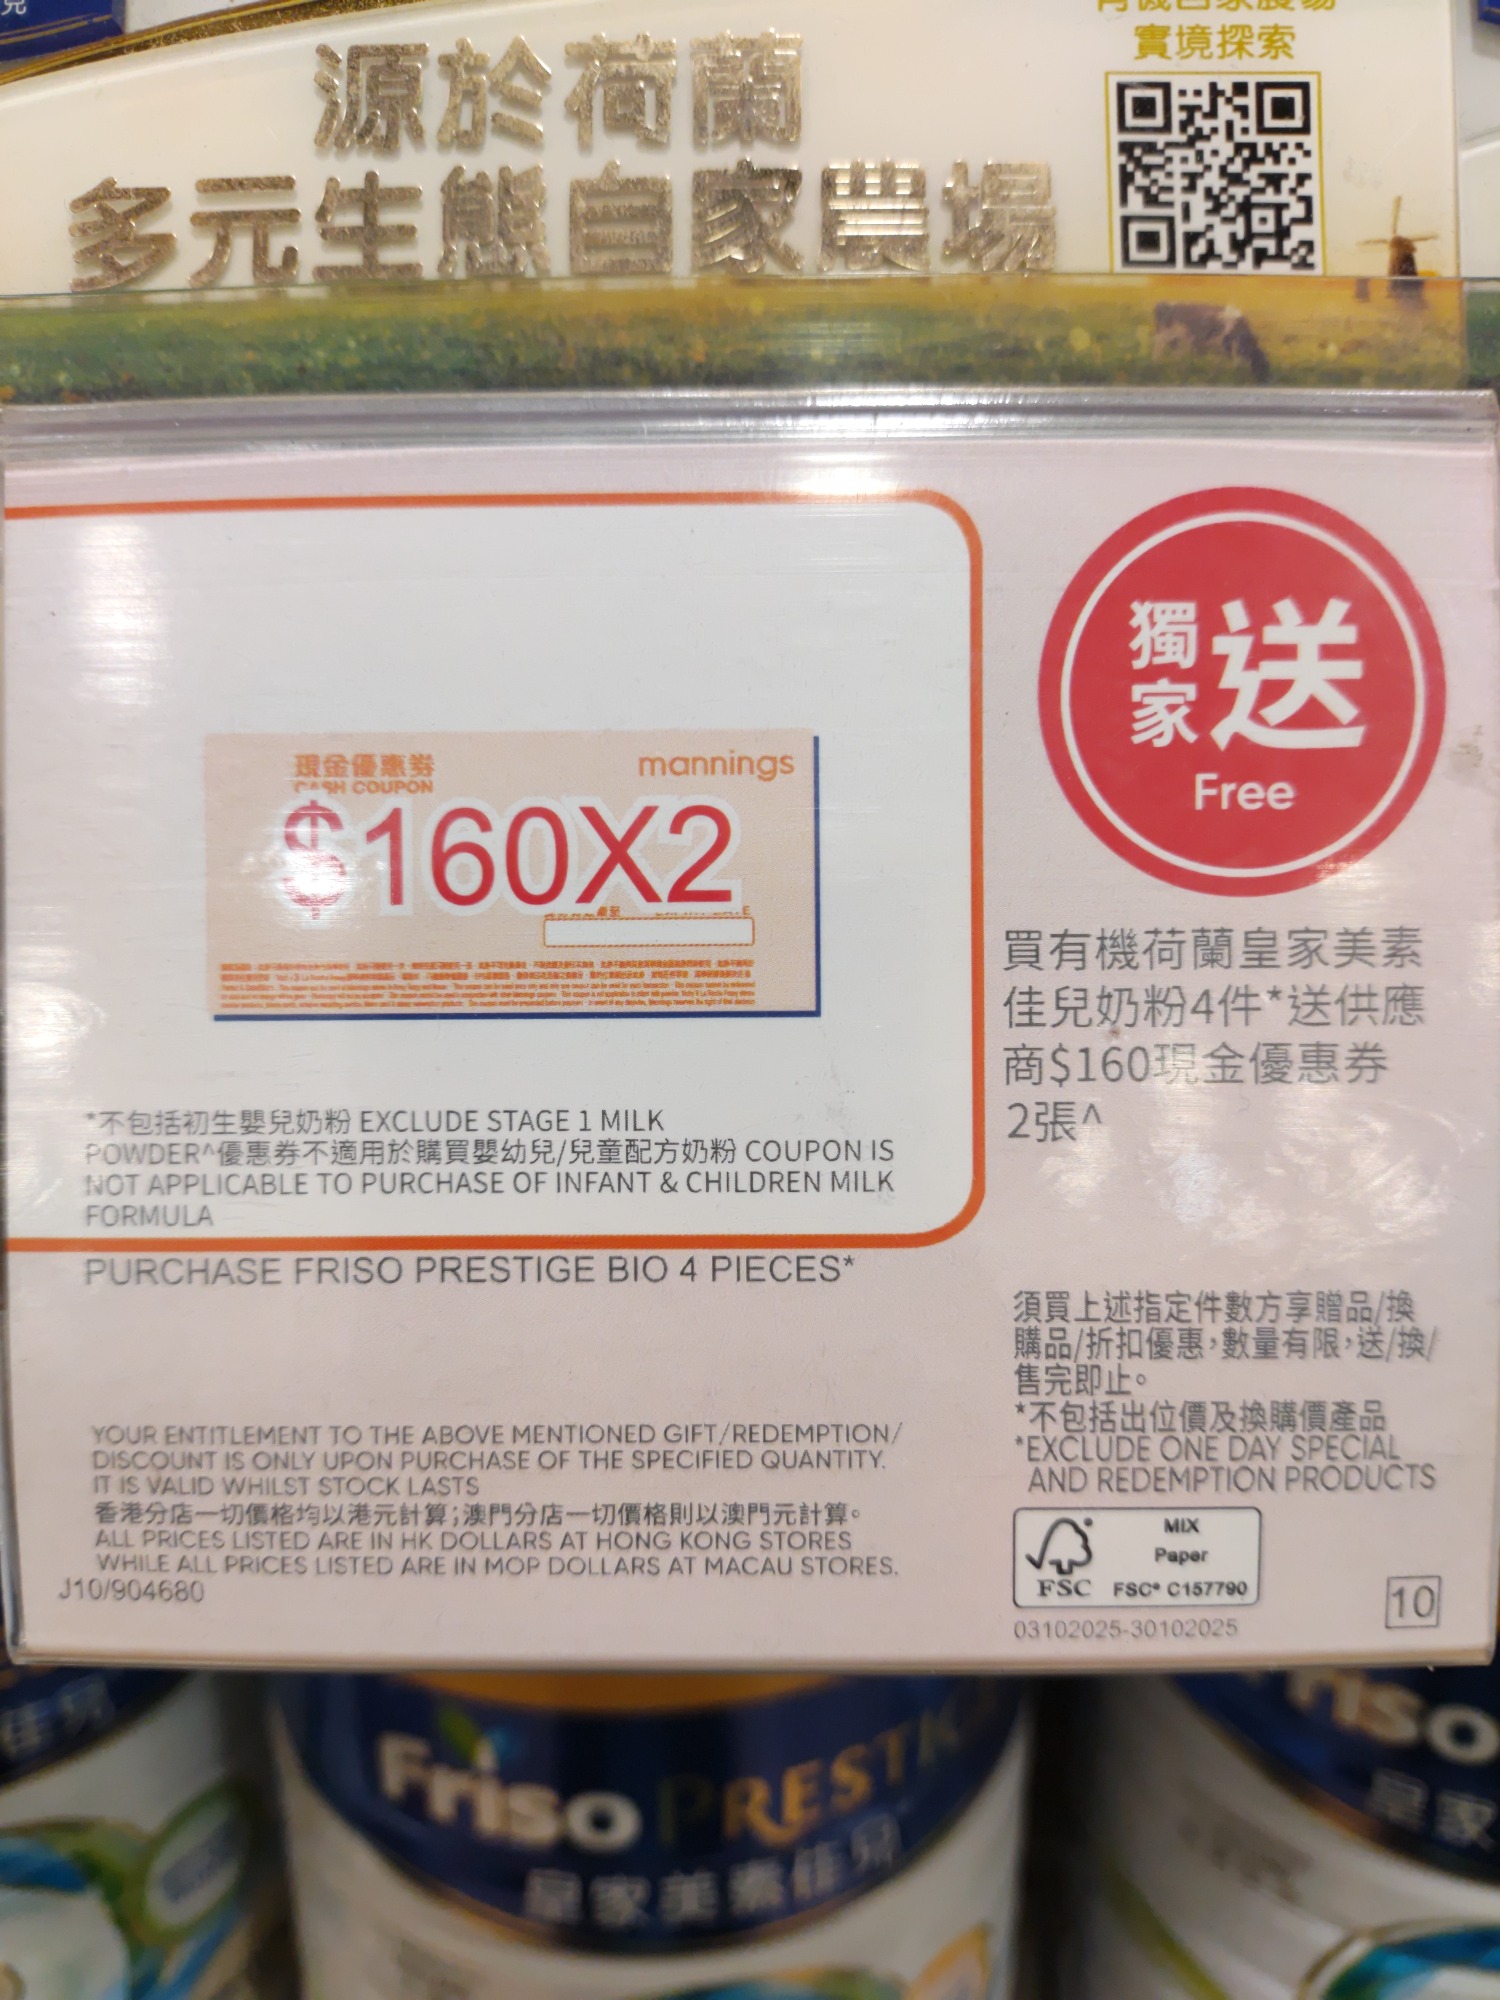 兒
實境探索
源於荷蘭
多元生態自家農場
獨家送
Free
現金優惠券
CASH COUPON
mannings
$160X2
買有機荷蘭皇家美素
佳兒奶粉4件*送供應
商$160現金優惠券
2張^
*不包括初生嬰兒奶粉 EXCLUDE STAGE 1 MILK
POWDER^優惠券不適用於購買嬰幼兒/兒童配方奶粉 COUPON IS
NOT APPLICABLE TO PURCHASE OF INFANT & CHILDREN MILK
FORMULA
PURCHASE FRISO PRESTIGE BIO 4 PIECES*
須買上述指定件數方享贈品/換
購品/折扣優惠，數量有限，送/換/
售完即止。
*不包括出位價及換購價產品
*EXCLUDE ONE DAY SPECIAL
AND REDEMPTION PRODUCTS
YOUR ENTITLEMENT TO THE ABOVE MENTIONED GIFT/REDEMPTION/
DISCOUNT IS ONLY UPON PURCHASE OF THE SPECIFIED QUANTITY.
IT IS VALID WHILST STOCK LASTS
香港分店一切價格均以港元計算；澳門分店一切價格則以澳門元計算。
ALL PRICES LISTED ARE IN HK DOLLARS AT HONG KONG STORES
WHILE ALL PRICES LISTED ARE IN MOP DOLLARS AT MACAU STORES.
J10/904680
MIX
Paper
FSC FSC® C157790
03102025-30102025
10
佳兒
Friso PRESTI
皇家美素佳兒
riso
皇家